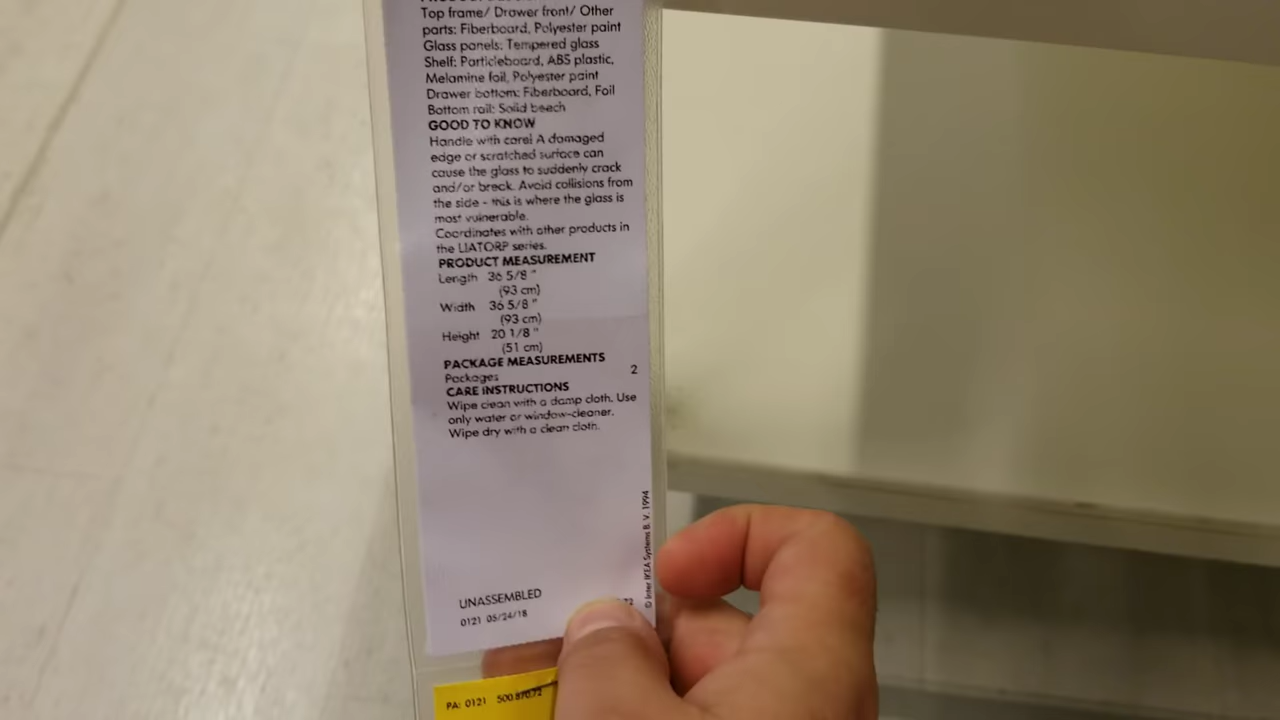 Top frame/ Drawer front/ Other
parts: Fiberboard, Polyester paint
Glass panels: Tempered glass
Shelf: Particleboard, ABS plastic,
Melamine foil, Polyester paint
Drawer bottom: Fiberboard, Foil
Bottom rail: Solid beech
GOOD TO KNOW
Handle with care! A damaged
edge or scratched surface can
cause the glass to suddenly crack
and/or break. Avoid collisions from
the side - this is where the glass is
most vulnerable.
Coordinates with other products in
the LIATORP series.
PRODUCT MEASUREMENT
Length 36 5/8 "
(93 cm)
Width 36 5/8 "
(93 cm)
Height 20 1/8 "
(51 cm)
PACKAGE MEASUREMENTS
Packages 2
CARE INSTRUCTIONS
Wipe clean with a damp cloth. Use
only water or window-cleaner.
Wipe dry with a clean cloth.
© Inter IKEA Systems B. V. 1994
UNASSEMBLED
0121 05/24/18
PA: 0121 500.870.72